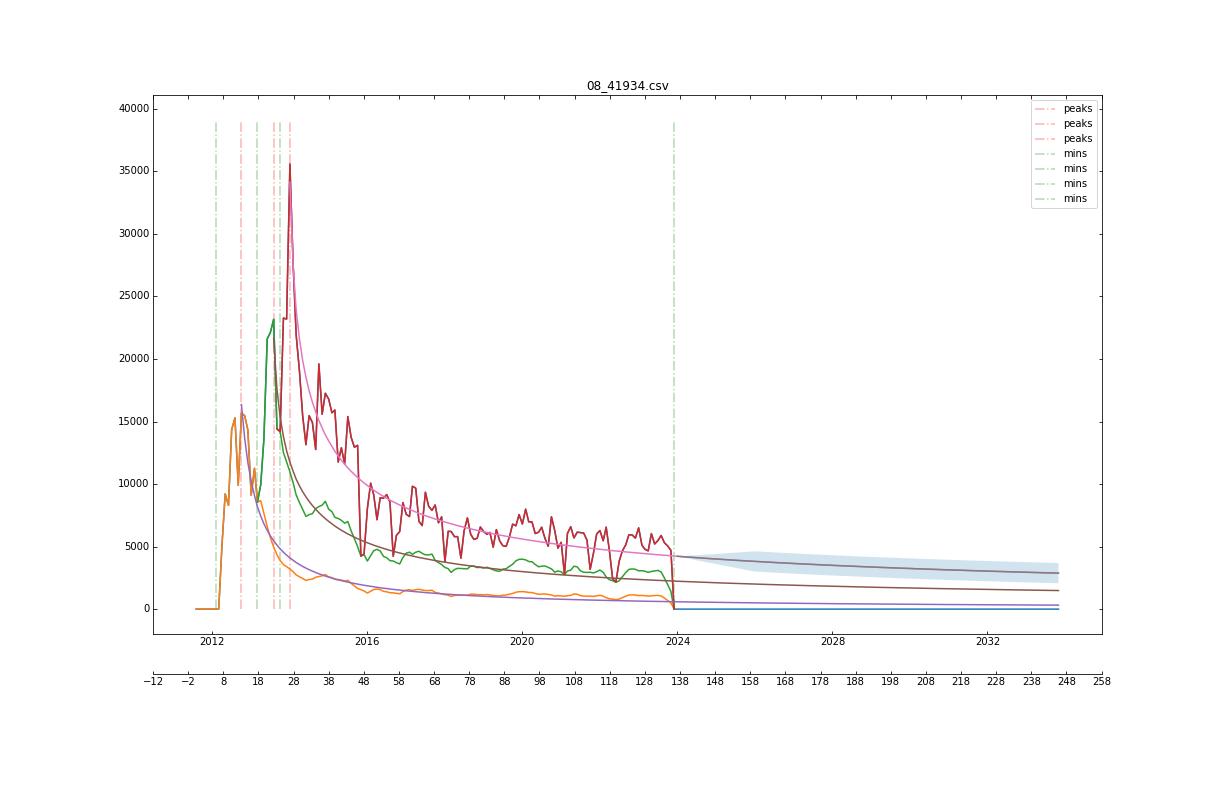 08_41934.csv
40000
35000
30000
25000
20000
15000
10000
5000
0
peaks
peaks
peaks
mins
mins
mins
mins
2012 2016 2020 2024 2028 2032
−12 −2 8 18 28 38 48 58 68 78 88 98 108 118 128 138 148 158 168 178 188 198 208 218 228 238 248 258